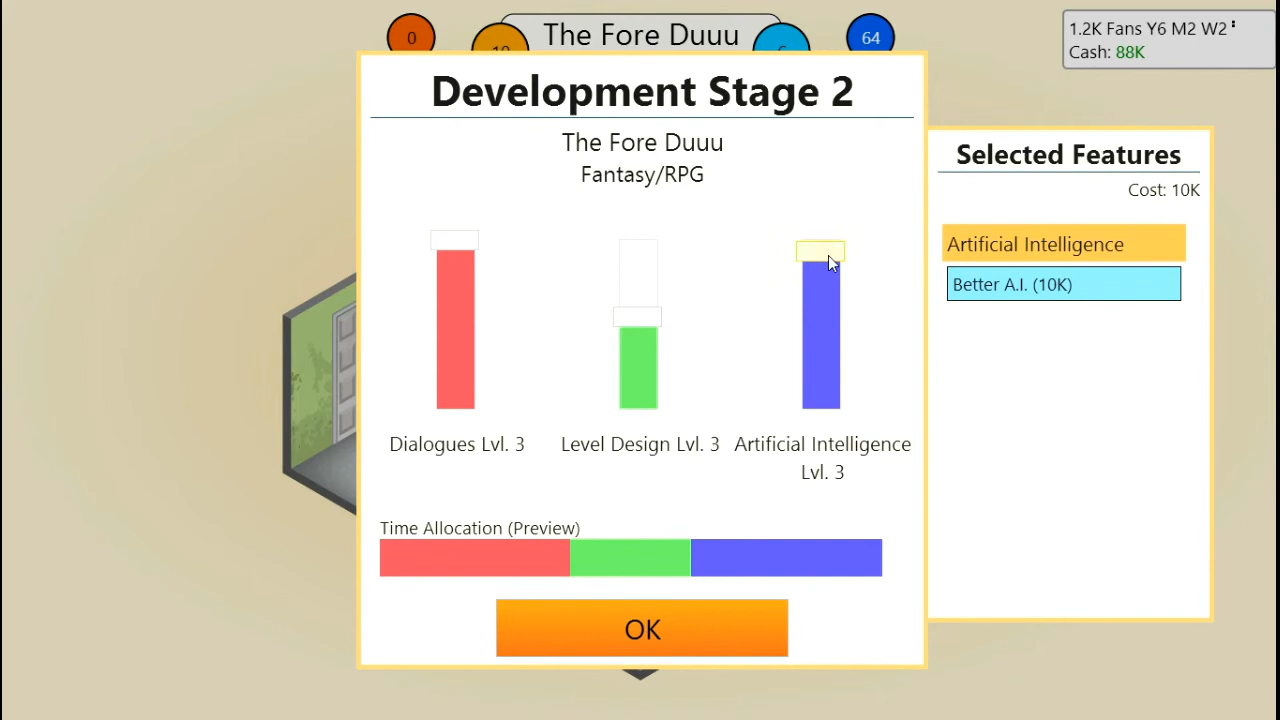 0
The Fore Duuu
64
1.2K Fans Y6 M2 W2
Cash: 88K
Development Stage 2
The Fore Duuu
Fantasy/RPG
Dialogues Lvl. 3
Level Design Lvl. 3
Artificial Intelligence
Lvl. 3
Time Allocation (Preview)
OK
Selected Features
Cost: 10K
Artificial Intelligence
Better A.I. (10K)